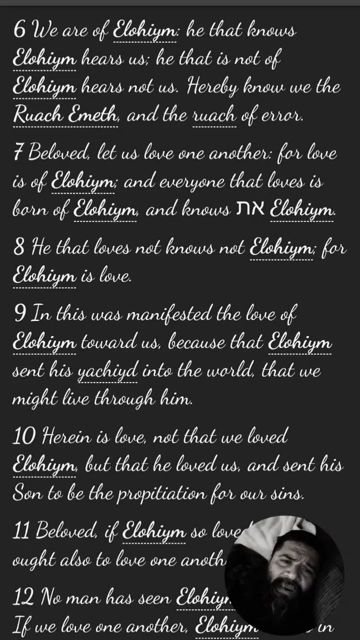 6 We are of Elohiym: he that knows
Elohiym hears us; he that is not of
Elohiym hears not us. Hereby know we the
Ruach Emeth, and the ruach of error.
7 Beloved, let us love one another: for love
is of Elohiym; and everyone that loves is
born of Elohiym, and knows את Elohiym.
8 He that loves not knows not Elohiym; for
Elohiym is love.
9 In this was manifested the love of
Elohiym toward us, because that Elohiym
sent his yachiyd into the world, that we
might live through him.
10 Herein is love, not that we loved
Elohiym, but that he loved us, and sent his
Son to be the propitiation for our sins.
11 Beloved, if Elohiym so loved
ought also to love one anoth
12 No man has seen Elohiym
If we love one another, Elohiym in